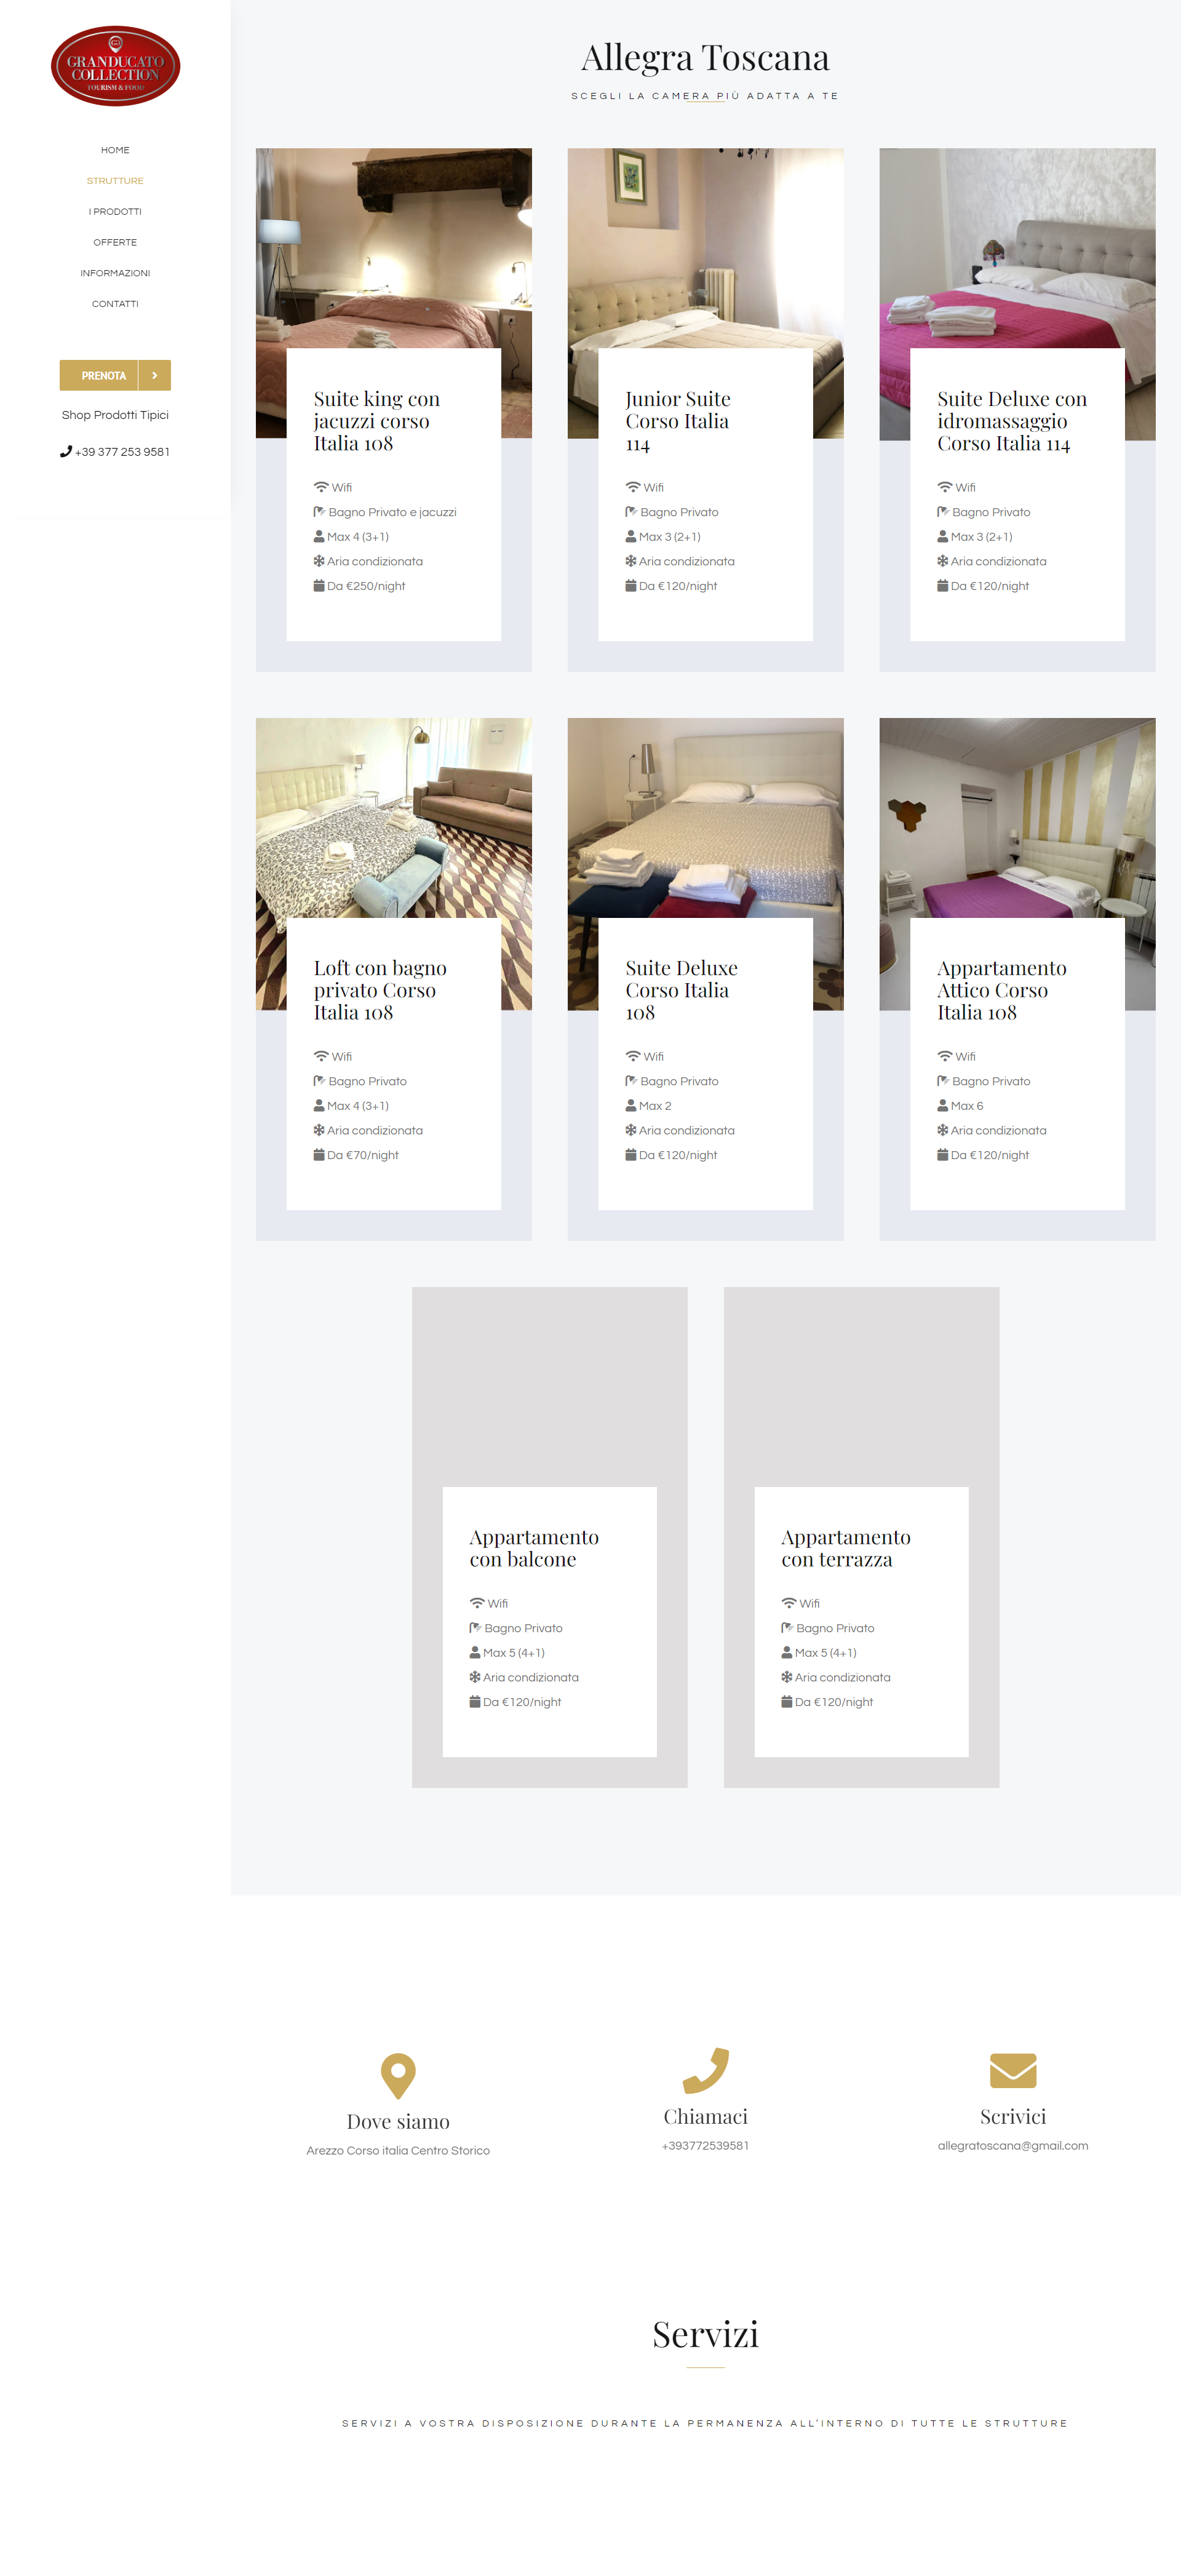 GRANDUCATO
COLLECTION
TOURISM & FOOD
HOME
STRUTTURE
I PRODOTTI
OFFERTE
INFORMAZIONI
CONTATTI
PRENOTA
Shop Prodotti Tipici
+39 377 253 9581
Allegra Toscana
SCEGLI LA CAMERA PIÙ ADATTA A TE
Suite king con
jacuzzi corso
Italia 108
Wifi
Bagno Privato e jacuzzi
Max 4 (3+1)
Aria condizionata
Da €250/night
Junior Suite
Corso Italia
114
Wifi
Bagno Privato
Max 3 (2+1)
Aria condizionata
Da €120/night
Suite Deluxe con
idromassaggio
Corso Italia 114
Wifi
Bagno Privato
Max 3 (2+1)
Aria condizionata
Da €120/night
Loft con bagno
privato Corso
Italia 108
Wifi
Bagno Privato
Max 4 (3+1)
Aria condizionata
Da €70/night
Suite Deluxe
Corso Italia
108
Wifi
Bagno Privato
Max 2
Aria condizionata
Da €120/night
Appartamento
Attico Corso
Italia 108
Wifi
Bagno Privato
Max 6
Aria condizionata
Da €120/night
Appartamento
con balcone
Wifi
Bagno Privato
Max 5 (4+1)
Aria condizionata
Da €120/night
Appartamento
con terrazza
Wifi
Bagno Privato
Max 5 (4+1)
Aria condizionata
Da €120/night
Dove siamo
Arezzo Corso italia Centro Storico
Chiamaci
+393772539581
Scrivici
allegratoscana@gmail.com
Servizi
SERVIZI A VOSTRA DISPOSIZIONE DURANTE LA PERMANENZA ALL'INTERNO DI TUTTE LE STRUTTURE